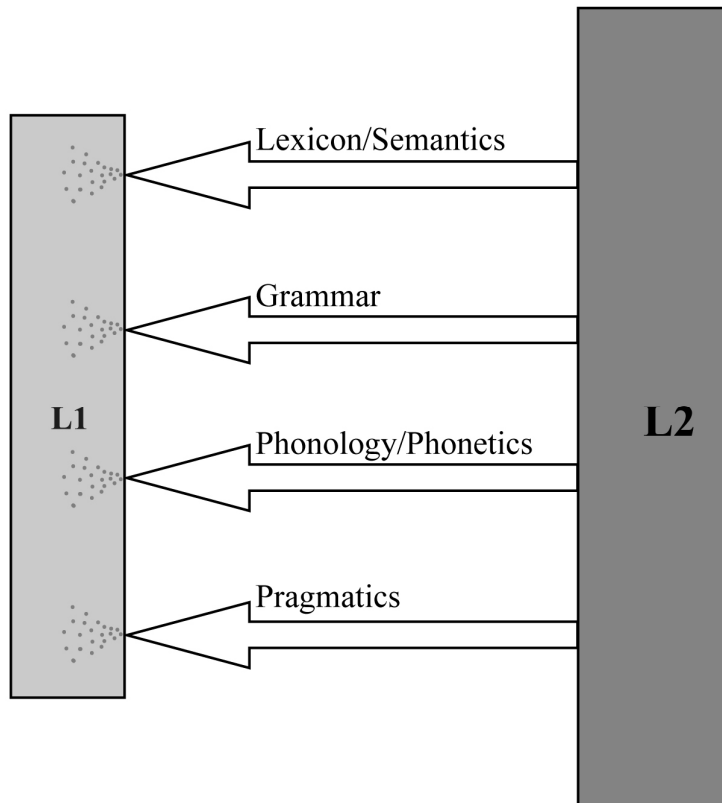 Lexicon/Semantics
Grammar
L1
L2
Phonology/Phonetics
Pragmatics